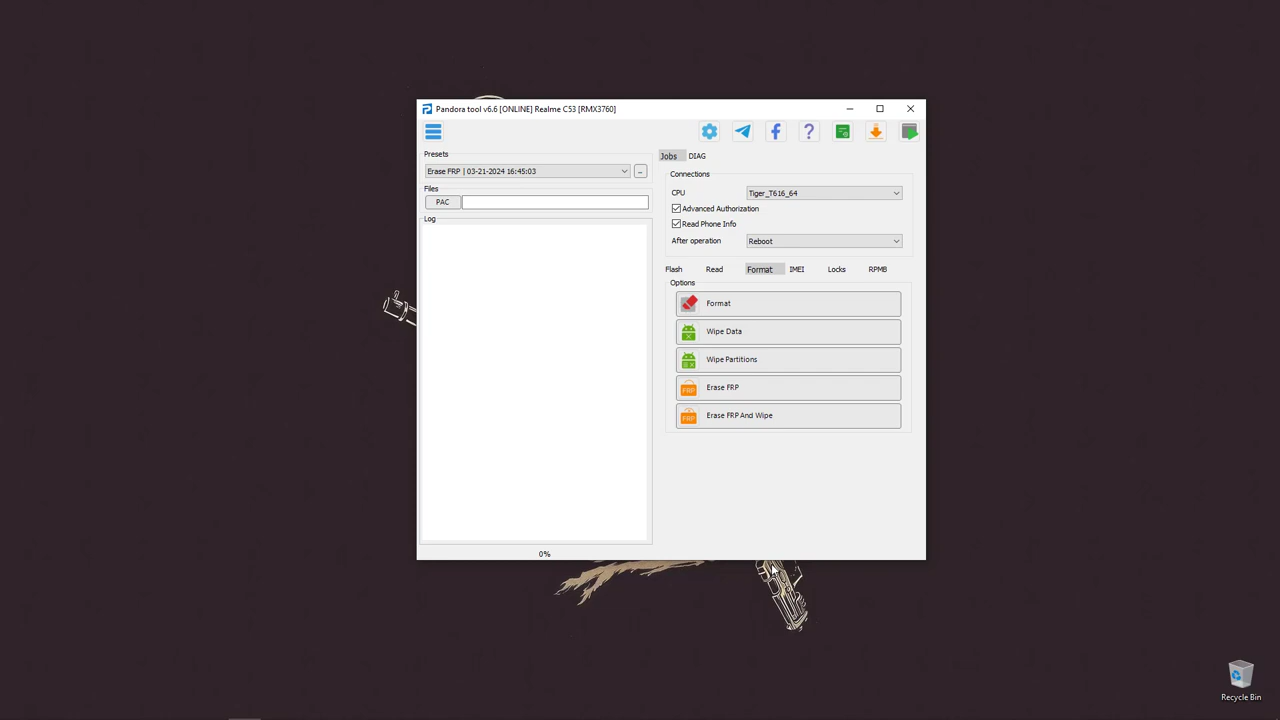 Pandora tool v6.6 [ONLINE] Realme C53 [RMX3760]
Presets
Erase FRP | 03-21-2024 16:45:03
...
Files
PAC
Log
0%
Jobs DIAG
Connections
CPU Tiger_T616_64
Advanced Authorization
Read Phone Info
After operation Reboot
Flash Read Format IMEI Locks RPMB
Options
Format
Wipe Data
Wipe Partitions
FRP Erase FRP
FRP Erase FRP And Wipe
Recycle Bin